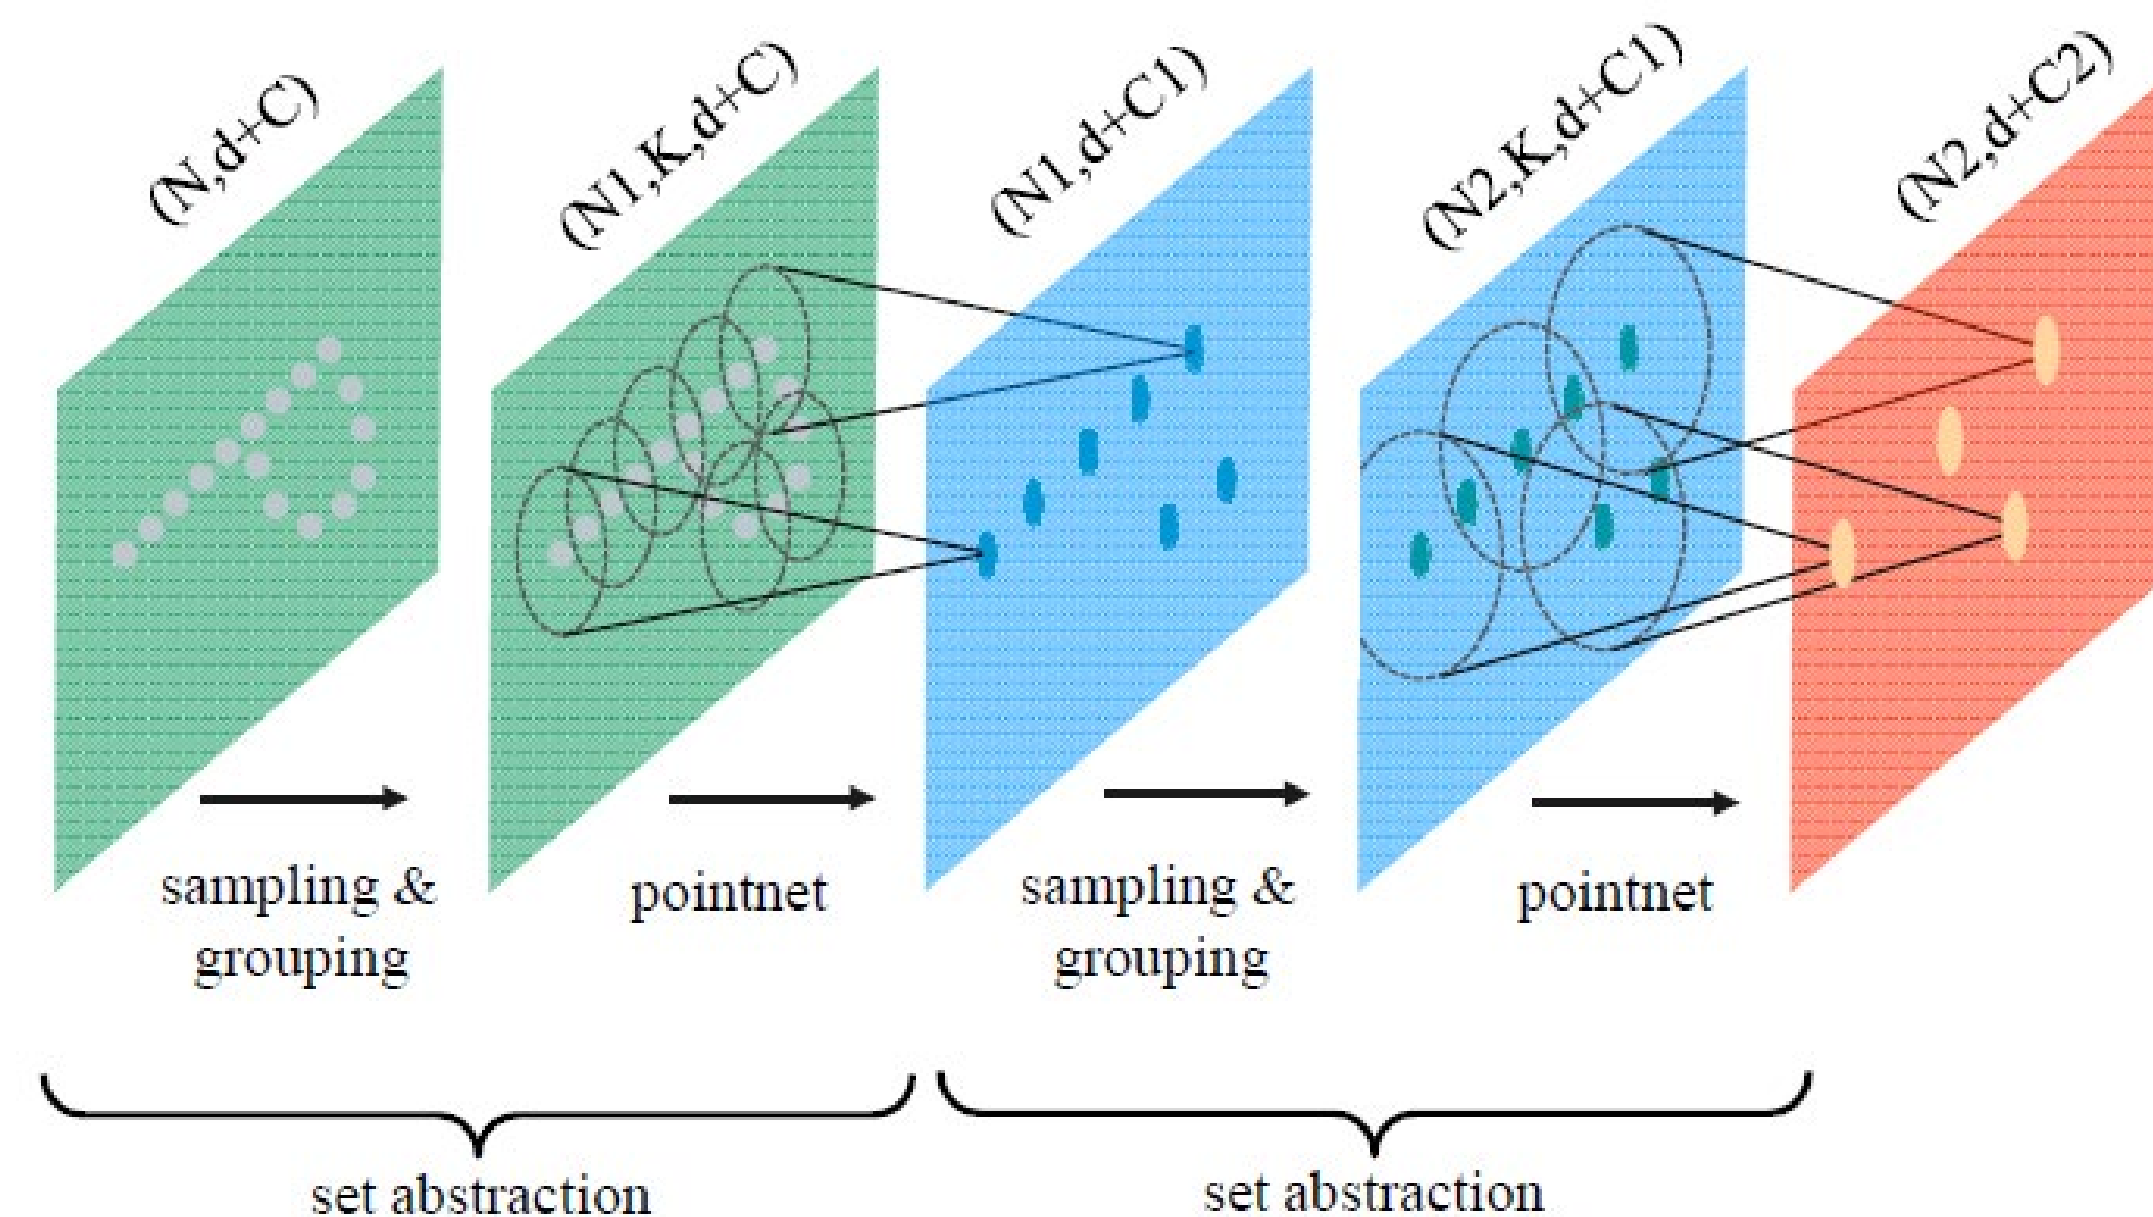 (N,d+C)
(N1,K,d+C)
(N1,d+C1)
(N2,K,d+C1)
(N2,d+C2)
sampling &
grouping
pointnet
sampling &
grouping
pointnet
set abstraction
set abstraction